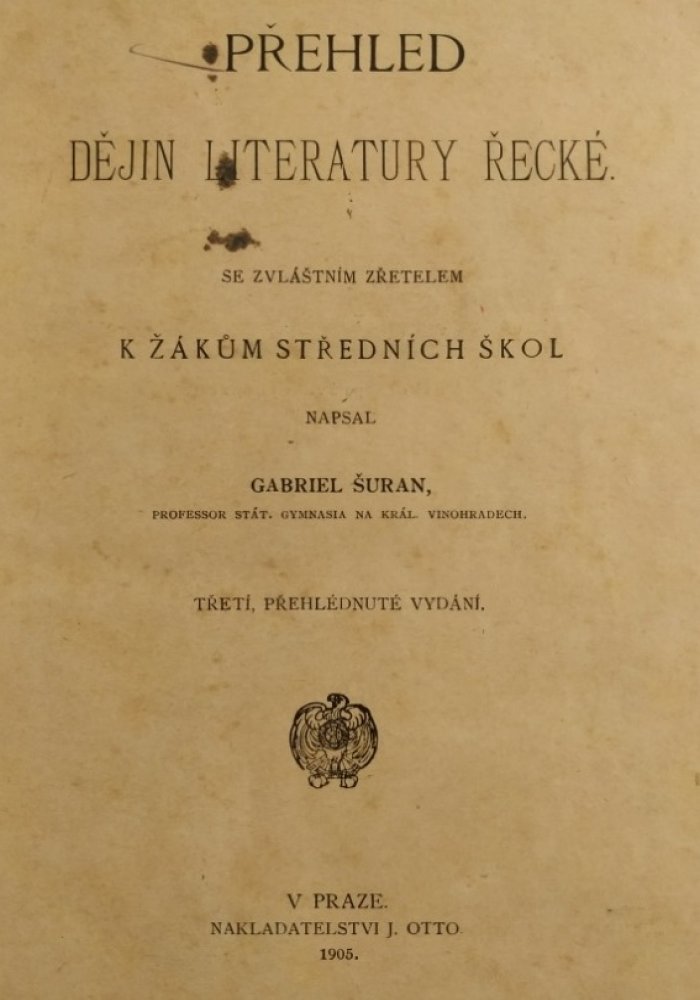 PŘEHLED
DĚJIN LITERATURY ŘECKÉ.
SE ZVLÁŠTNÍM ZŘETELEM
K ŽÁKŮM STŘEDNÍCH ŠKOL
NAPSAL
GABRIEL ŠURAN,
PROFESSOR STÁT. GYMNASIA NA KRÁL. VINOHRADECH.
TŘETÍ, PŘEHLÉDNUTÉ VYDÁNÍ.
V PRAZE.
NAKLADATELSTVI J. OTTO.
1905.